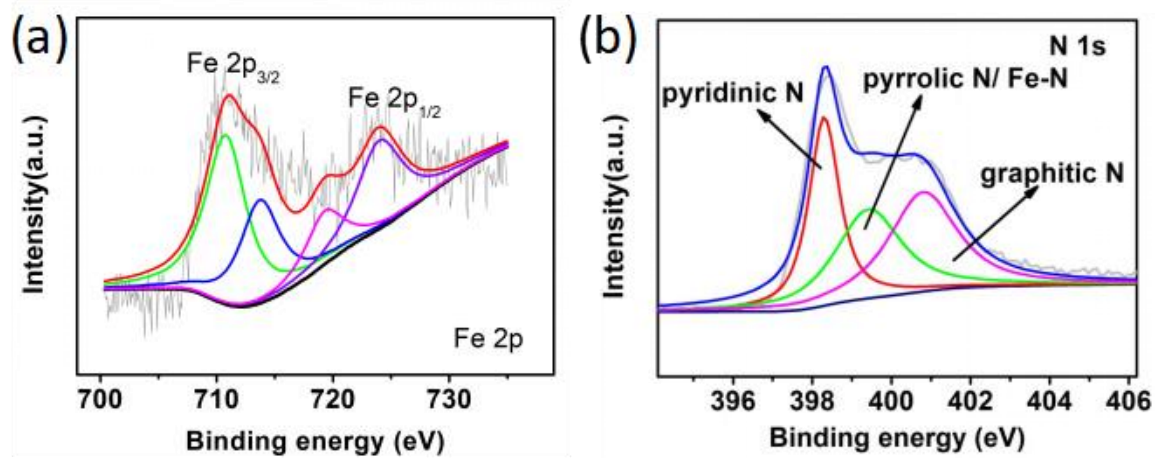 (a)
Fe 2p3/2
Fe 2p1/2
Intensity(a.u.)
Fe 2p
700 710 720 730
Binding energy (eV)
(b)
N 1s
pyrrolic N/ Fe-N
pyridinic N
graphitic N
Intensity(a.u.)
396 398 400 402 404 406
Binding energy (eV)